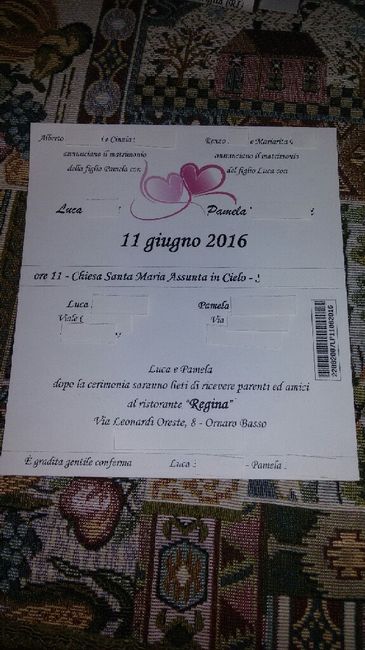 Alberto e Cinzia
Renzo e Mariarita
annunciano il matrimonio
annunciano il matrimonio
della figlia Pamela con
del figlio Luca con
Luca
Pamela
11 giugno 2016
ore 11 - Chiesa Santa Maria Assunta in Cielo -
Luca
Pamela
Viale
Via
Luca e Pamela
dopo la cerimonia saranno lieti di ricevere parenti ed amici
al ristorante "Regina"
Via Leonardi Oreste, 8 - Ornaro Basso
È gradita gentile conferma
Luca - Pamela